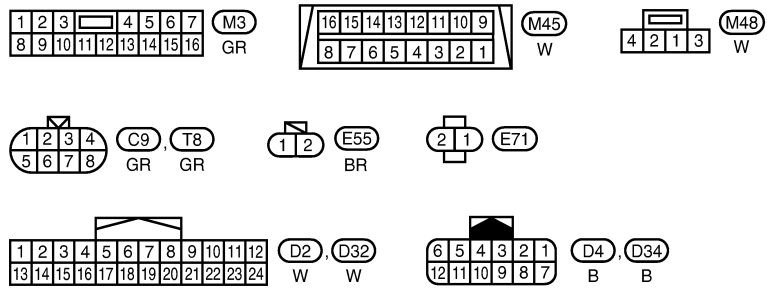 1 2 3 4 5 6 7 M3
8 9 10 11 12 13 14 15 16 GR
16 15 14 13 12 11 10 9 M45
8 7 6 5 4 3 2 1 W
4 2 1 3 M48
W
1 2 3 4 C9 , T8
5 6 7 8 GR GR
1 2 E55
BR
2 1 E71
1 2 3 4 5 6 7 8 9 10 11 12 D2 , D32
13 14 15 16 17 18 19 20 21 22 23 24 W W
6 5 4 3 2 1 D4 , D34
12 11 10 9 8 7 B B